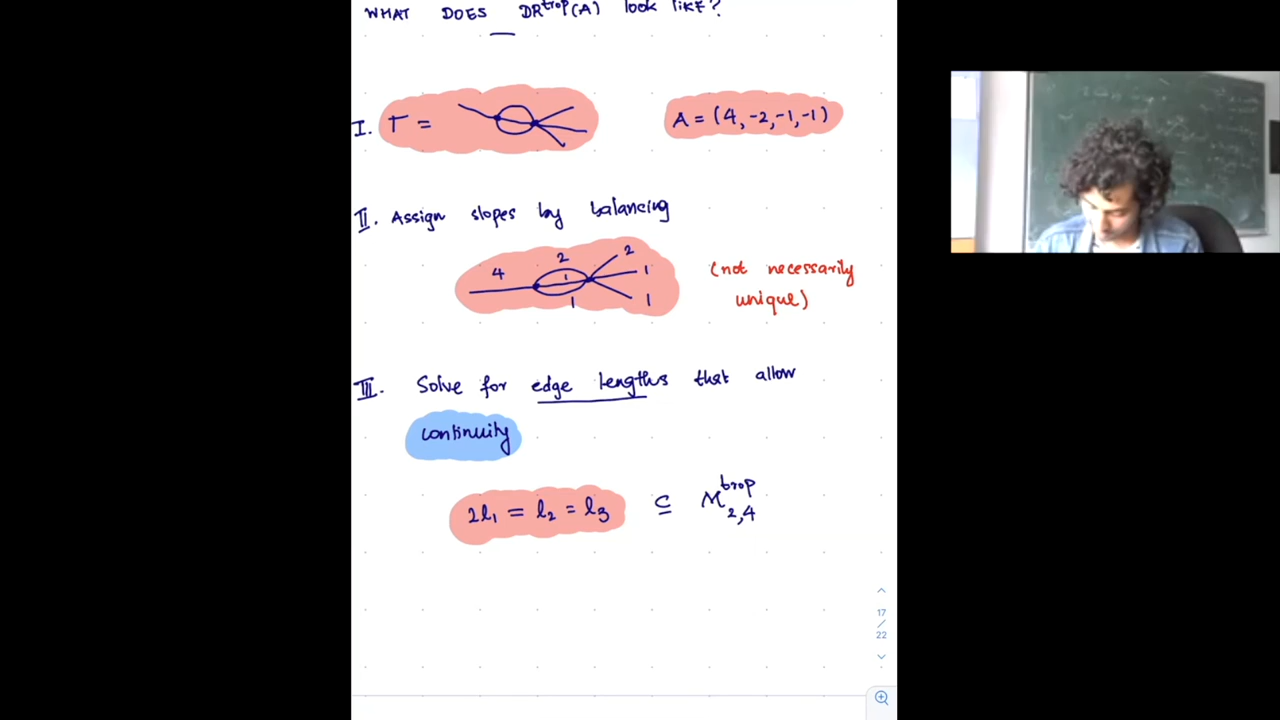 WHAT DOES DR^trop(A) look like?
I. Γ = A = (4, -2, -1, -1)
II. Assign slopes by balancing
4 2 1 1 2 1 1
(not necessarily
unique)
III. Solve for edge lengths that allow
continuity
2l₁ = l₂ = l₃ ⊆ M^trop_2,4
17
/
22